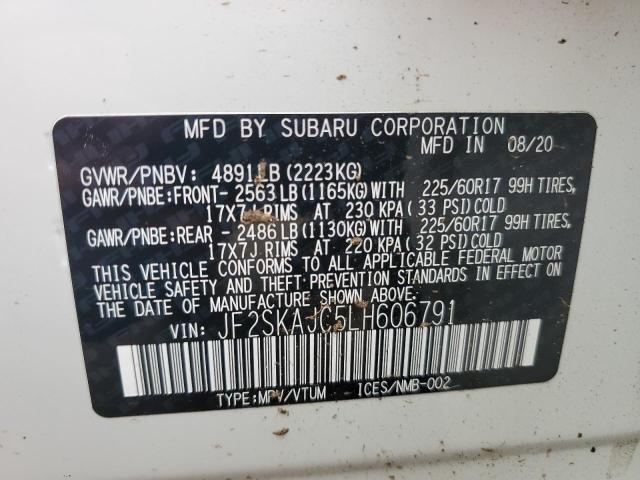 MFD BY SUBARU CORPORATION
MFD IN 08/20
GVWR/PNBV: 4891LB (2223KG)
GAWR/PNBE:FRONT- 2563LB (1165KG)WITH 225/60R17 99H TIRES,
17X7J RIMS AT 230 KPA (33 PSI)COLD
GAWR/PNBE:REAR - 2486LB (1130KG)WITH 225/60R17 99H TIRES,
17X7J RIMS AT 220 KPA (32 PSI)COLD
THIS VEHICLE CONFORMS TO ALL APPLICABLE FEDERAL MOTOR
VEHICLE SAFETY AND THEFT PREVENTION STANDARDS IN EFFECT ON
THE DATE OF MANUFACTURE SHOWN ABOVE.
VIN: JF2SKAJC5LH606791
TYPE:MPV/VTUM ICES/NMB-002